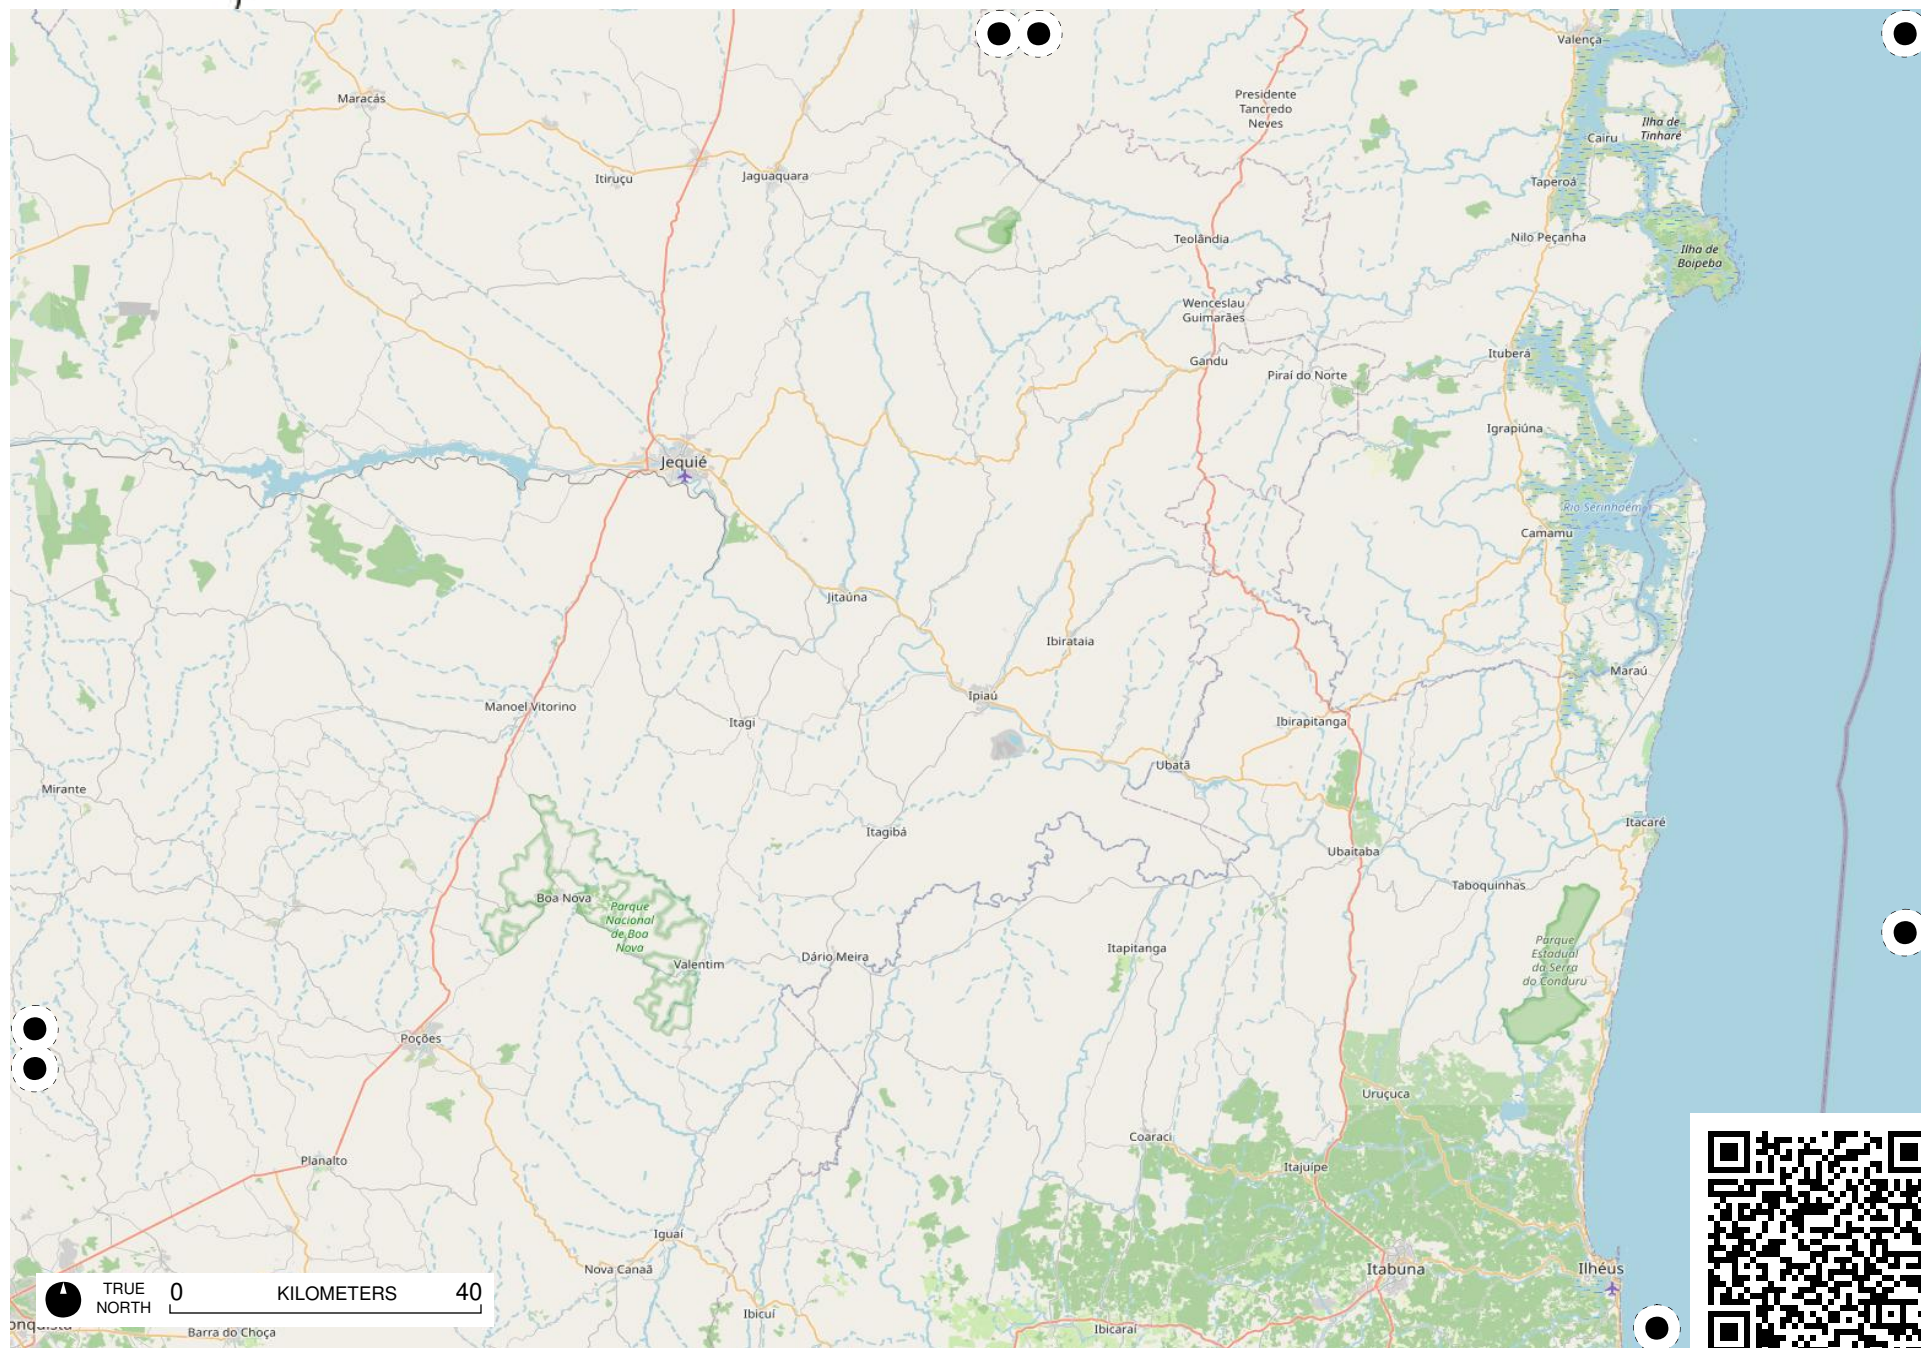 Valença
Presidente
Tancredo
Neves
Maracás
Ilha de
Tinharé
Cairu
Itiruçu
Jaguaquara
Taperoá
Teolândia
Nilo Peçanha
Ilha de
Boipeba
Wenceslau
Guimarães
Ituberá
Gandu
Piraí do Norte
Igrapiúna
Jequié
Rio Serinhaém
Camamu
Jitaúna
Ibirataia
Maraú
Ipiaú
Manoel Vitorino
Itagi
Ibirapitanga
Ubatã
Mirante
Itacaré
Itagibá
Ubaitaba
Taboquinhas
Boa Nova
Parque
Nacional
de Boa
Nova
Parque
Estadual
da Serra
do Conduru
Itapitanga
Dário Meira
Valentim
Poções
Uruçuca
Coaraci
Planalto
Itajuípe
Iguaí
Nova Canaã
Itabuna
Ilhéus
TRUE
NORTH
0 KILOMETERS 40
Ibicuí
onquista
Barra do Choça
Ibicaraí